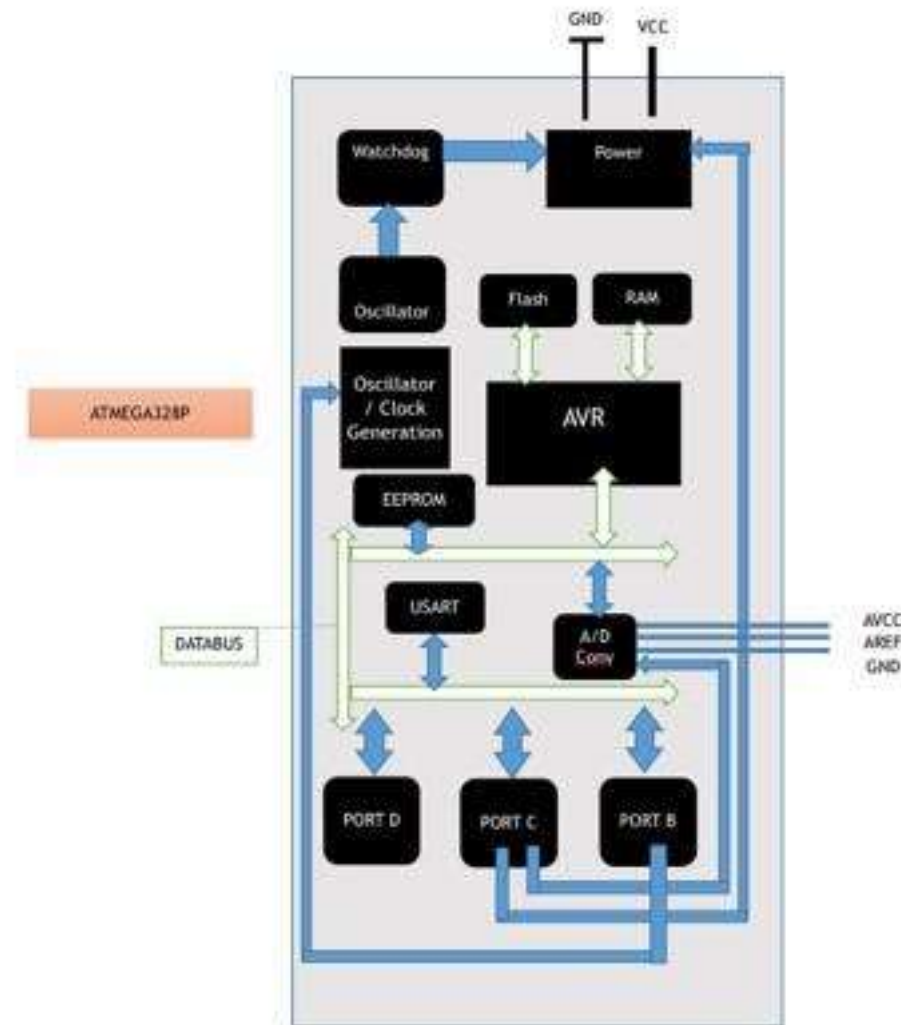 GND
VCC
Watchdog
Power
Oscillator
Flash
RAM
Oscillator
/ Clock
Generation
AVR
ATMEGA328P
EEPROM
USART
A/D
Conv
DATABUS
AVCC
AREF
GND
PORT D
PORT C
PORT B